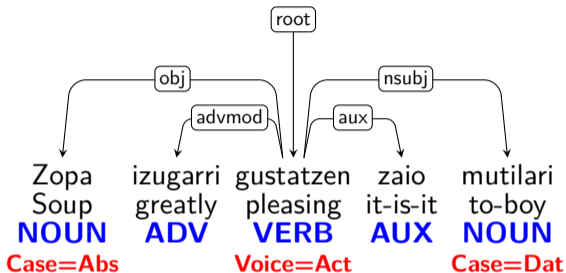 root
obj nsubj
advmod aux
Zopa izugarri gustatzen zaio mutilari
Soup greatly pleasing it-is-it to-boy
NOUN ADV VERB AUX NOUN
Case=Abs Voice=Act Case=Dat